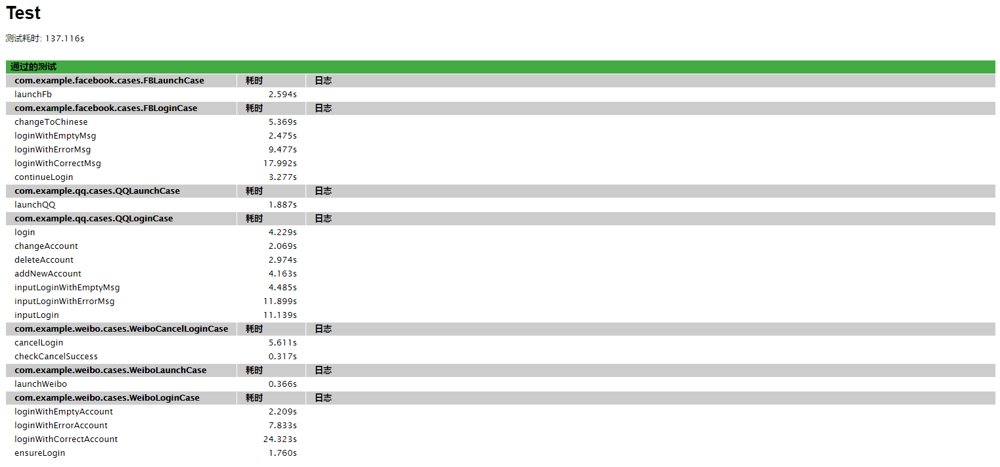 Test
测试耗时: 137.116s
通过的测试
com.example.facebook.cases.FBLaunchCase 耗时 日志
launchFb 2.594s
com.example.facebook.cases.FBLoginCase 耗时 日志
changeToChinese 5.369s
loginWithEmptyMsg 2.475s
loginWithErrorMsg 9.477s
loginWithCorrectMsg 17.992s
continueLogin 3.277s
com.example.qq.cases.QQLaunchCase 耗时 日志
launchQQ 1.887s
com.example.qq.cases.QQLoginCase 耗时 日志
login 4.229s
changeAccount 2.069s
deleteAccount 2.974s
addNewAccount 4.163s
inputLoginWithEmptyMsg 4.485s
inputLoginWithErrorMsg 11.899s
inputLogin 11.139s
com.example.weibo.cases.WeiboCancelLoginCase 耗时 日志
cancelLogin 5.611s
checkCancelSuccess 0.317s
com.example.weibo.cases.WeiboLaunchCase 耗时 日志
launchWeibo 0.366s
com.example.weibo.cases.WeiboLoginCase 耗时 日志
loginWithEmptyAccount 2.209s
loginWithErrorAccount 7.833s
loginWithCorrectAccount 24.323s
ensureLogin 1.760s